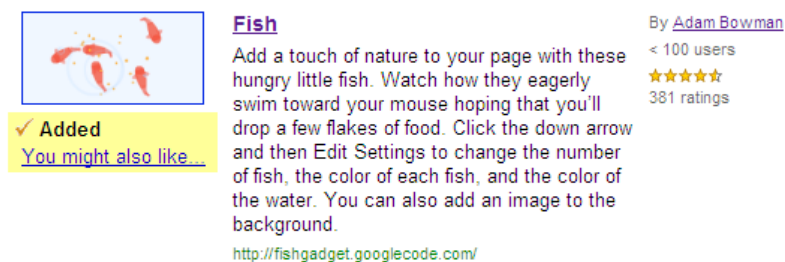 Fish
Add a touch of nature to your page with these
hungry little fish. Watch how they eagerly
swim toward your mouse hoping that you'll
drop a few flakes of food. Click the down arrow
and then Edit Settings to change the number
of fish, the color of each fish, and the color of
the water. You can also add an image to the
background.
http://fishgadget.googlecode.com/
Added
You might also like...
By Adam Bowman
< 100 users
381 ratings